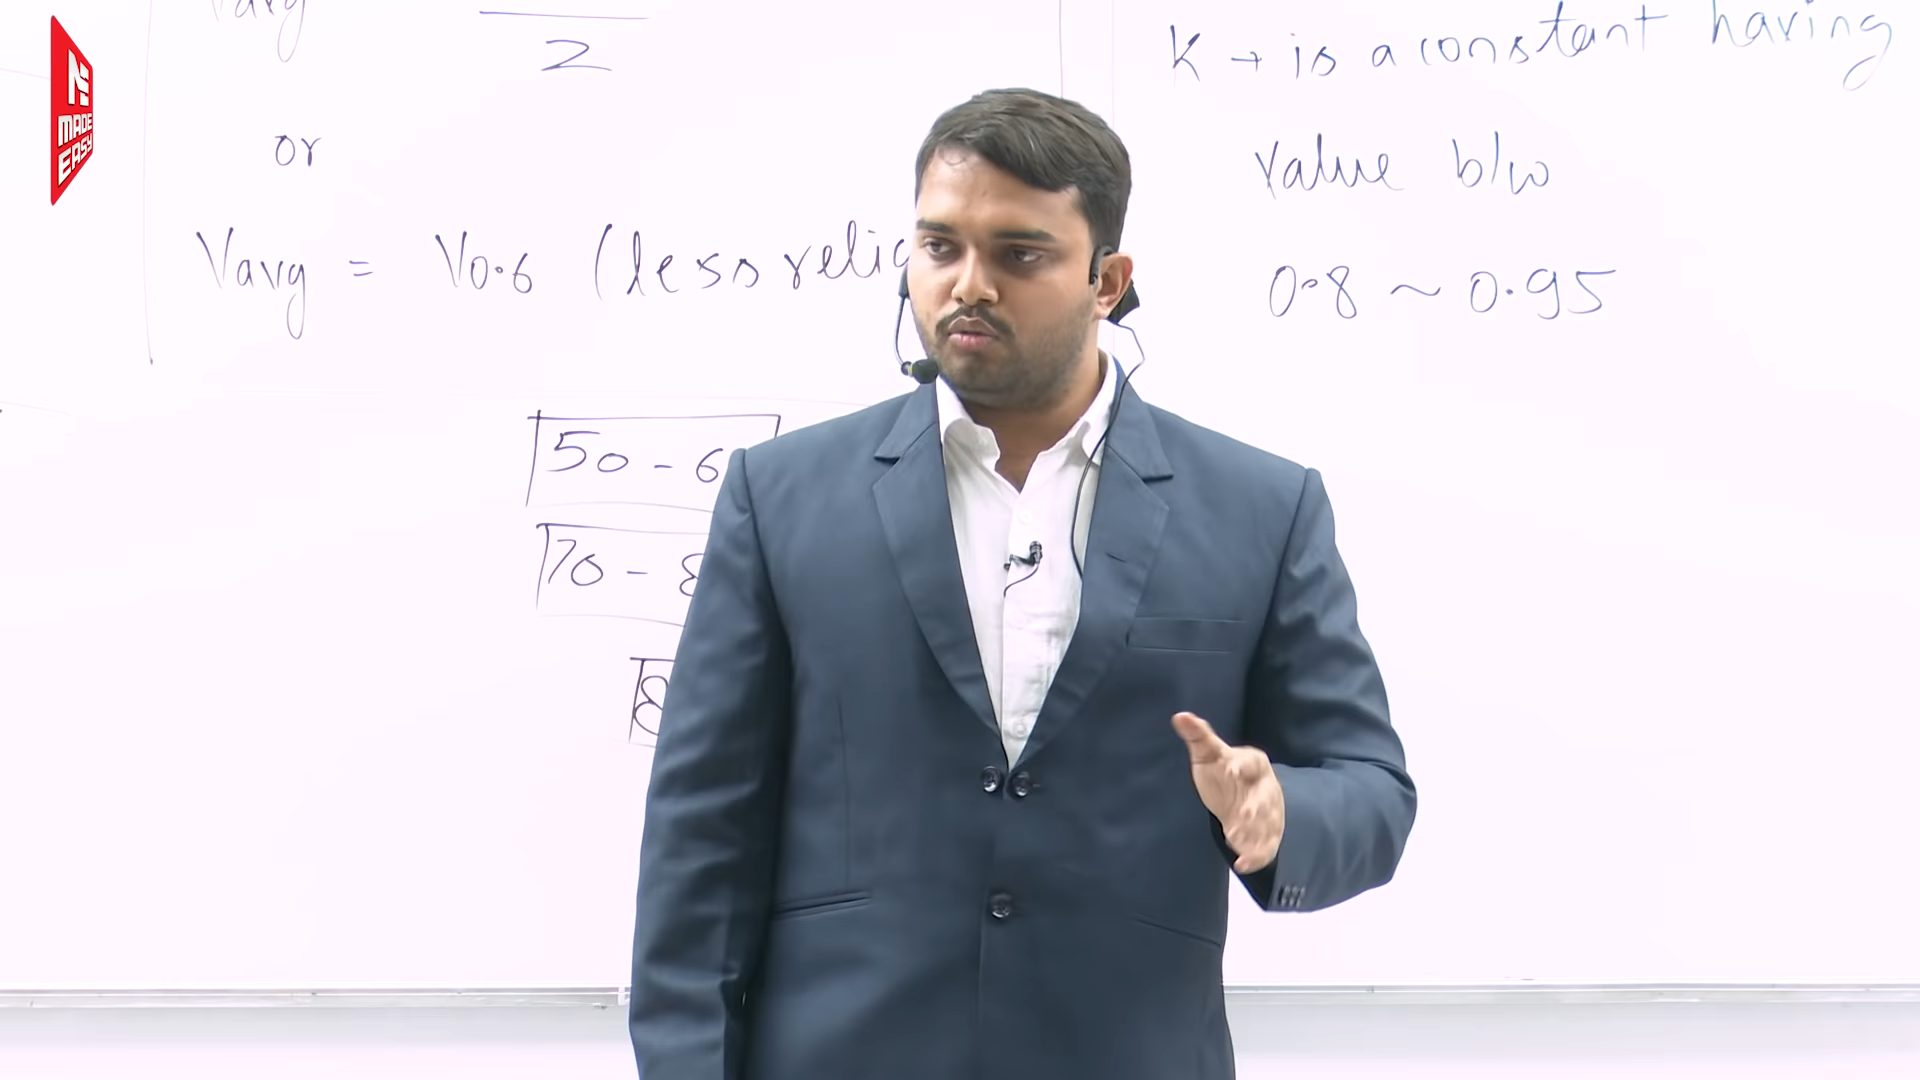 MADE
EASY
Vavg
2
or
Vavg = V0.6 (less
50 - 6
70 - 8
8
K → is a constant having
value b/w
0.8 ~ 0.95